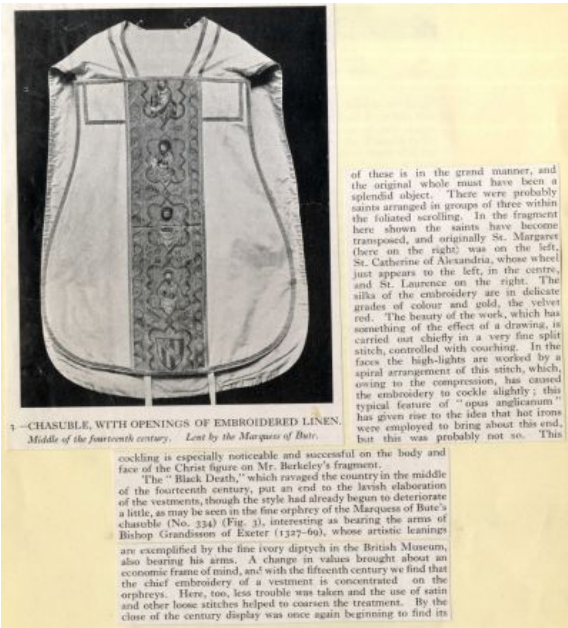 3.—CHASUBLE, WITH OPENINGS OF EMBROIDERED LINEN.
Middle of the fourteenth century. Lent by the Marquess of Bute.
of these is in the grand manner, and
the original whole must have been a
splendid object. There were probably
saints arranged in groups of three within
the foliated scrolling. In the fragment
here shown the saints have become
transposed, and originally St. Margaret
(here on the right) was on the left,
St. Catherine of Alexandria, whose wheel
just appears to the left, in the centre,
and St. Laurence on the right. The
silks of the embroidery are in delicate
grades of colour and gold, the velvet
red. The beauty of the work, which has
something of the effect of a drawing, is
carried out chiefly in a very fine split
stitch, controlled with couching. In the
faces the high-lights are worked by a
spiral arrangement of this stitch, which,
owing to the compression, has caused
the embroidery to cockle slightly; this
typical feature of "opus anglicanum"
has given rise to the idea that hot irons
were employed to bring about this end,
but this was probably not so. This
cockling is especially noticeable and successful on the body and
face of the Christ figure on Mr. Berkeley's fragment.
The "Black Death," which ravaged the country in the middle
of the fourteenth century, put an end to the lavish elaboration
of the vestments, though the style had already begun to deteriorate
a little, as may be seen in the fine orphrey of the Marquess of Bute's
chasuble (No. 334) (Fig. 3), interesting as bearing the arms of
Bishop Grandisson of Exeter (1327-69), whose artistic leanings
are exemplified by the fine ivory diptych in the British Museum,
also bearing his arms. A change in values brought about an
economic frame of mind, and with the fifteenth century we find that
the chief embroidery of a vestment is concentrated on the
orphreys. Here, too, less trouble was taken and the use of satin
and other loose stitches helped to coarsen the treatment. By the
close of the century display was once again beginning to find its